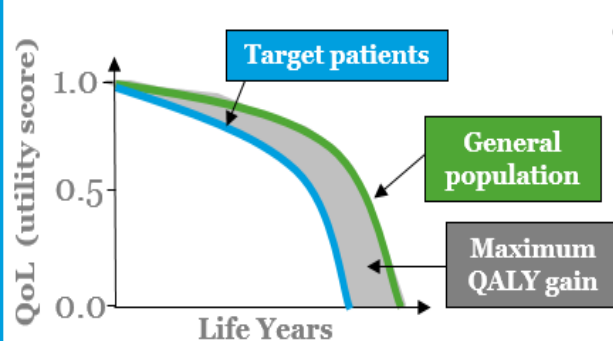 Target patients
1.0
General
population
0.5
Maximum
QALY gain
0.0
Life Years
QoL (utility score)